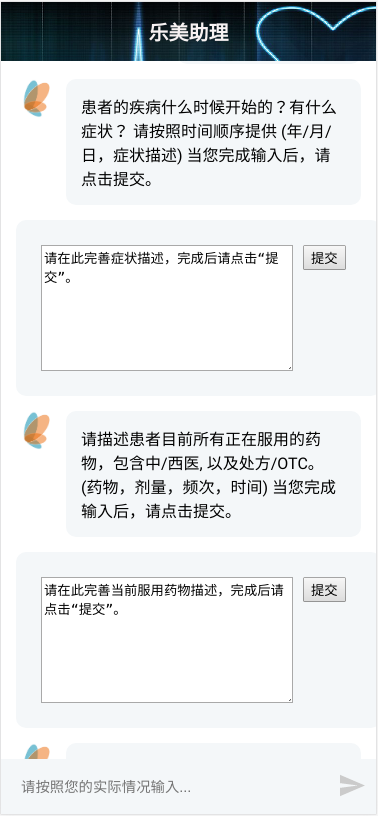 乐美助理
患者的疾病什么时候开始的？有什么
症状？ 请按照时间顺序提供 (年/月/
日，症状描述) 当您完成输入后，请
点击提交。
请在此完善症状描述，完成后请点击“提
交”。
提交
请描述患者目前所有正在服用的药
物，包含中/西医, 以及处方/OTC。
(药物，剂量，频次，时间) 当您完成
输入后，请点击提交。
请在此完善当前服用药物描述，完成后请
点击“提交”。
提交
请按照您的实际情况输入...